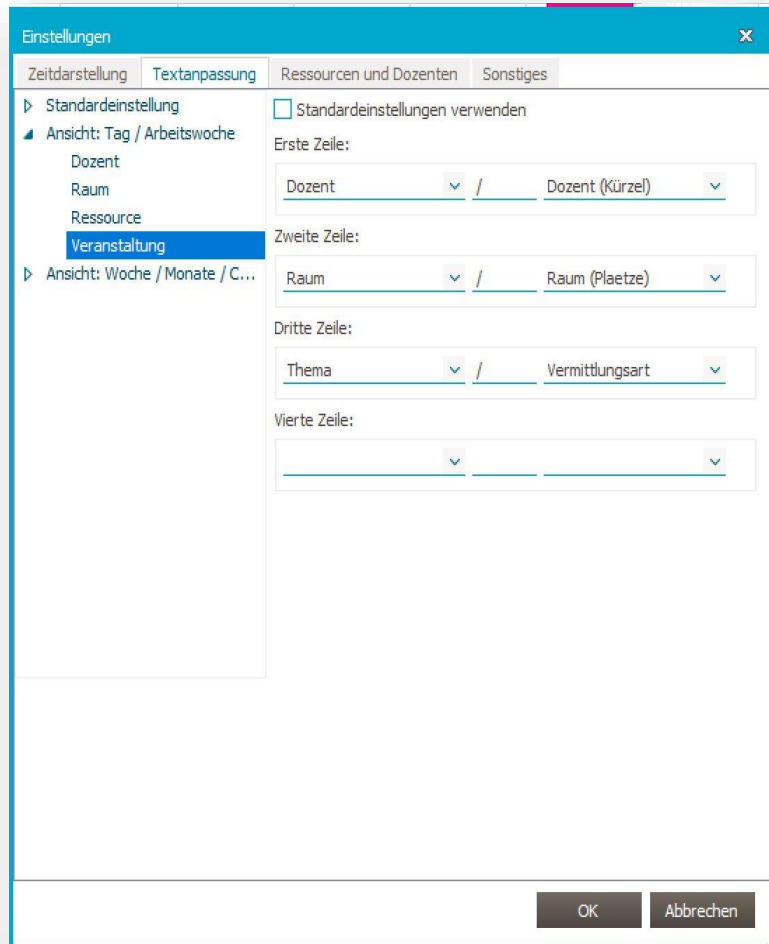 Einstellungen
Zeitdarstellung Textanpassung Ressourcen und Dozenten Sonstiges
Standardeinstellung
Ansicht: Tag / Arbeitswoche
Dozent
Raum
Ressource
Veranstaltung
Ansicht: Woche / Monate / C...
Standardeinstellungen verwenden
Erste Zeile:
Dozent / Dozent (Kürzel)
Zweite Zeile:
Raum / Raum (Plaetze)
Dritte Zeile:
Thema / Vermittlungsart
Vierte Zeile:
OK Abbrechen